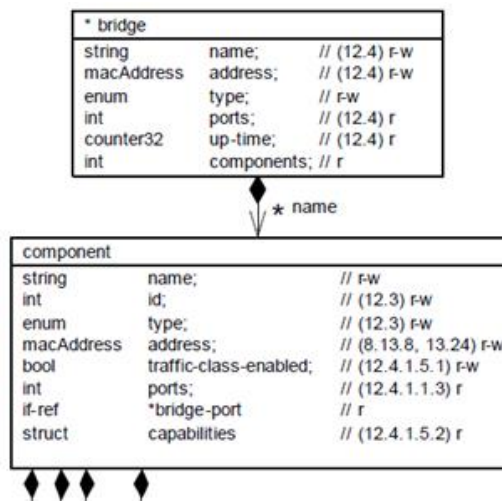 * bridge
string name; // (12.4) r-w
macAddress address; // (12.4) r-w
enum type; // r-w
int ports; // (12.4) r
counter32 up-time; // (12.4) r
int components; // r
* name
component
string name; // r-w
int id; // (12.3) r-w
enum type; // (12.3) r-w
macAddress address; // (8.13.8, 13.24) r-w
bool traffic-class-enabled; // (12.4.1.5.1) r-w
int ports; // (12.4.1.1.3) r
if-ref *bridge-port // r
struct capabilities // (12.4.1.5.2) r